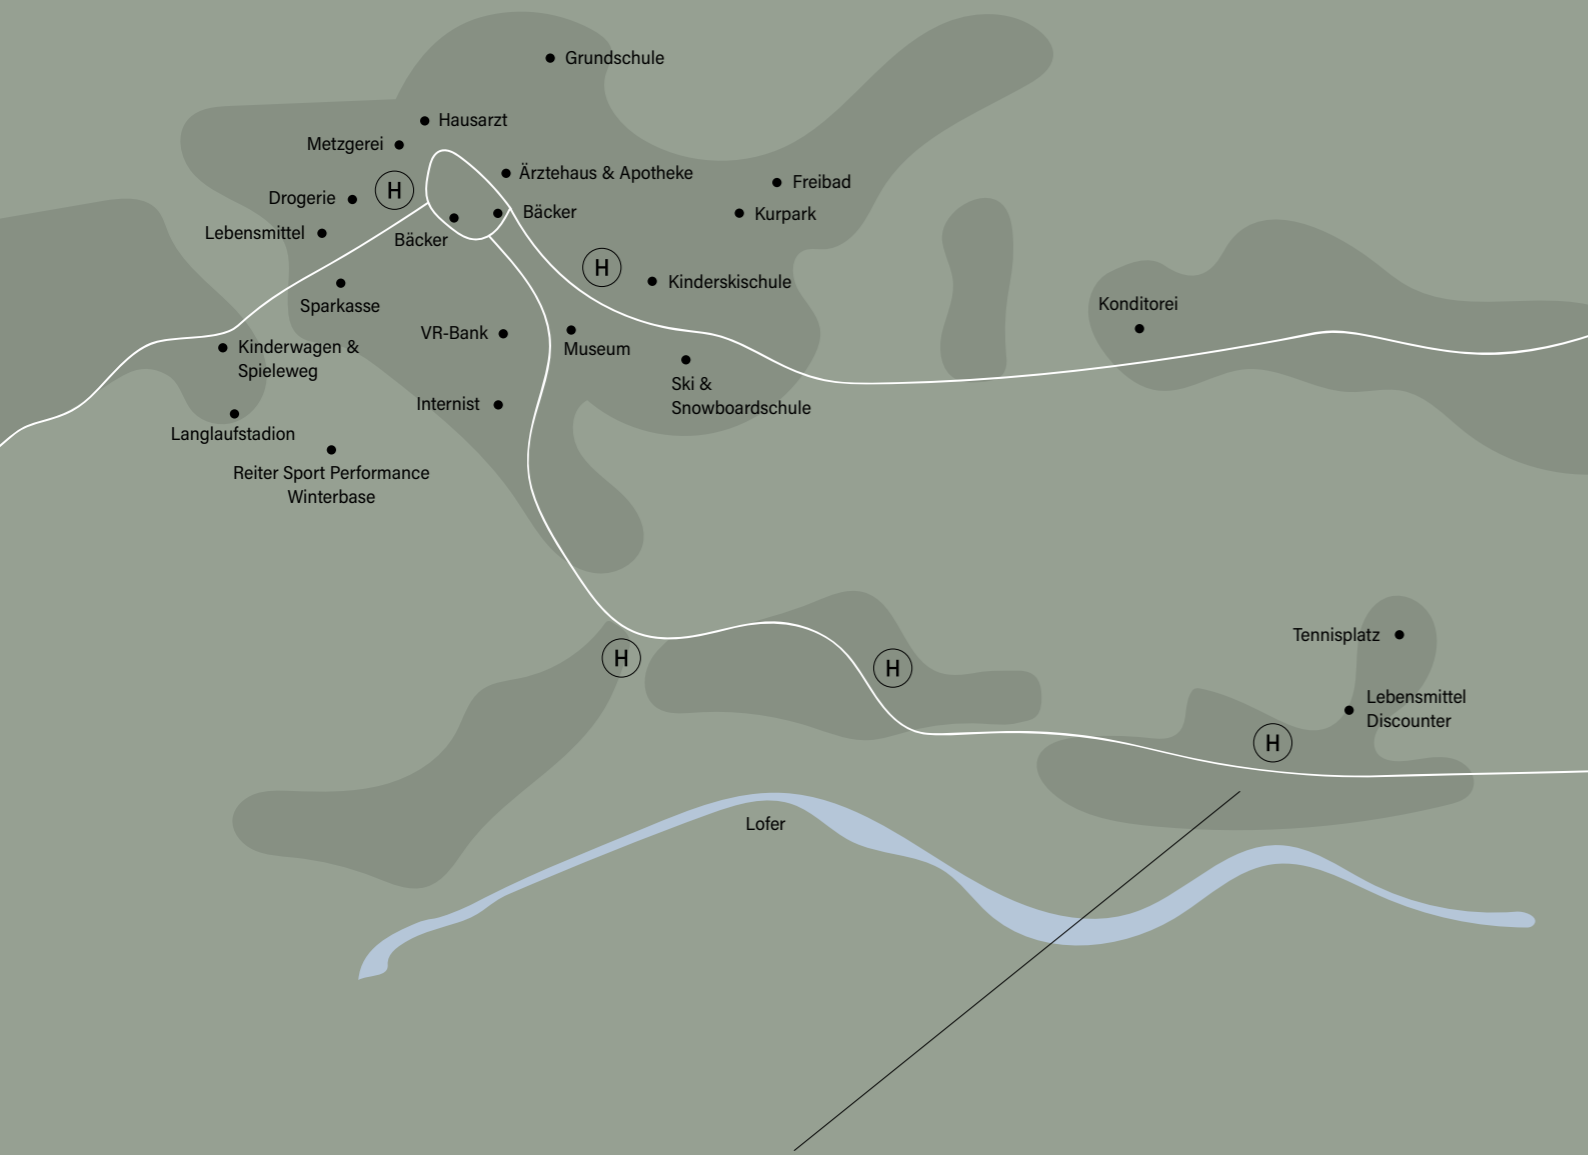 Grundschule
Hausarzt
Metzgerei
Ärztehaus & Apotheke
Freibad
H
Drogerie
Bäcker
Kurpark
Lebensmittel
Bäcker
H
Kinderskischule
Sparkasse
Konditorei
VR-Bank
Museum
Kinderwagen &
Spieleweg
Ski &
Snowboardschule
Internist
Langlaufstadion
Reiter Sport Performance
Winterbase
Tennisplatz
H
H
Lebensmittel
Discounter
H
Lofer